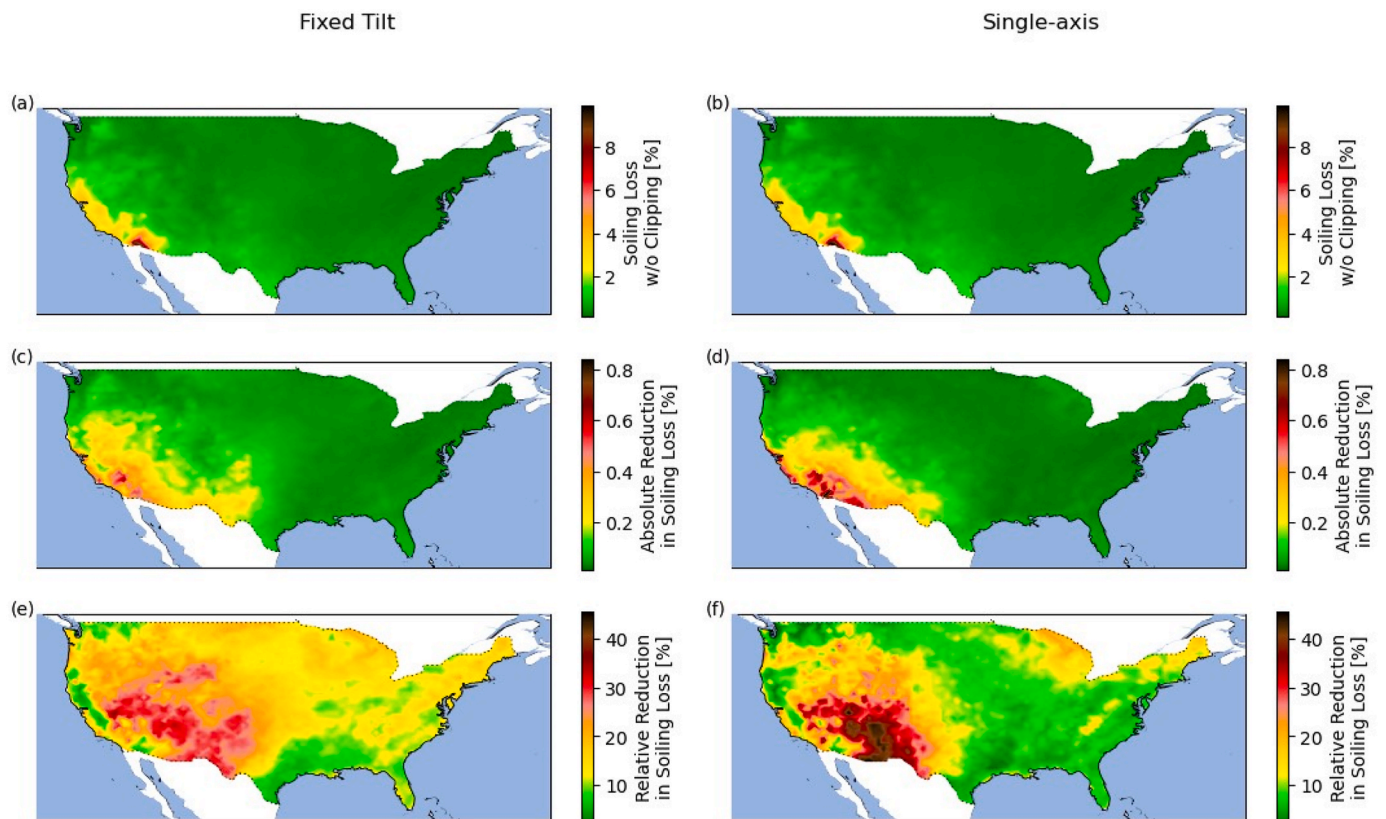 Fixed Tilt
Single-axis
(a)
8
6
4
2
Soiling Loss
w/o Clipping [%]
(b)
8
6
4
2
Soiling Loss
w/o Clipping [%]
(c)
0.8
0.6
0.4
0.2
Absolute Reduction
in Soiling Loss [%]
(d)
0.8
0.6
0.4
0.2
Absolute Reduction
in Soiling Loss [%]
(e)
40
30
20
10
Relative Reduction
in Soiling Loss [%]
(f)
40
30
20
10
Relative Reduction
in Soiling Loss [%]